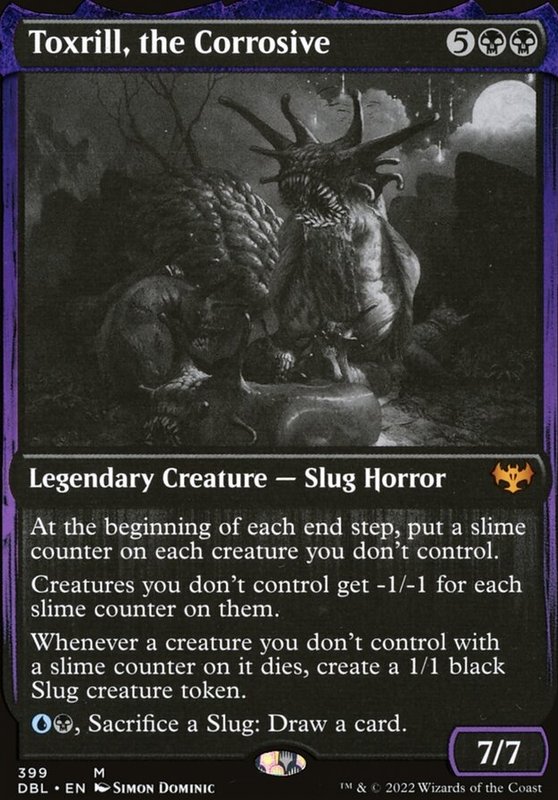 Toxrill, the Corrosive 5
Legendary Creature — Slug Horror
At the beginning of each end step, put a slime
counter on each creature you don't control.
Creatures you don't control get -1/-1 for each
slime counter on them.
Whenever a creature you don't control with
a slime counter on it dies, create a 1/1 black
Slug creature token.
, Sacrifice a Slug: Draw a card.
7/7
399 M
DBL • EN Simon Dominic
™ & © 2022 Wizards of the Coast